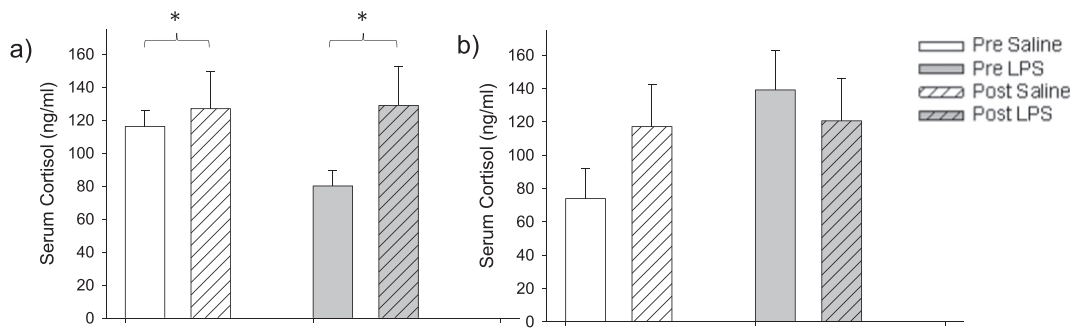 * *
a)
Serum Cortisol (ng/ml)
160
140
120
100
80
60
40
20
0
b)
Serum Cortisol (ng/ml)
160
140
120
100
80
60
40
20
0
Pre Saline
Pre LPS
Post Saline
Post LPS